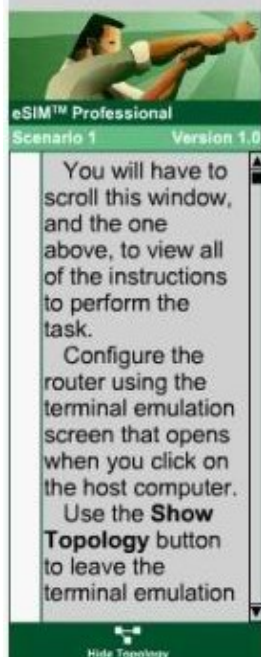 eSIM™ Professional
Scenario 1 Version 1.0
You will have to
scroll this window,
and the one
above, to view all
of the instructions
to perform the
task.
Configure the
router using the
terminal emulation
screen that opens
when you click on
the host computer.
Use the Show
Topology button
to leave the
terminal emulation
Hide Topology